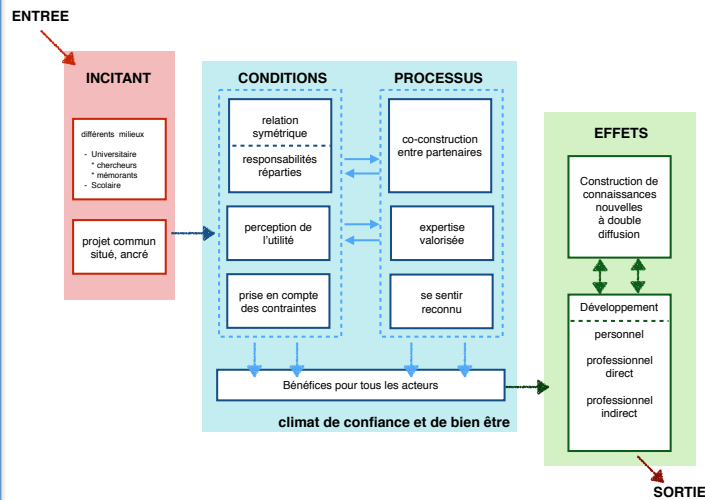 ENTREE
INCITANT
différents milieux
- Universitaire
* chercheurs
* mémorants
- Scolaire
projet commun
situé, ancré
CONDITIONS
relation
symétrique
responsabilités
réparties
perception de
l'utilité
prise en compte
des contraintes
PROCESSUS
co-construction
entre partenaires
expertise
valorisée
se sentir
reconnu
Bénéfices pour tous les acteurs
climat de confiance et de bien être
EFFETS
Construction de
connaissances
nouvelles
à double
diffusion
Développement
personnel
professionnel
direct
professionnel
indirect
SORTIE